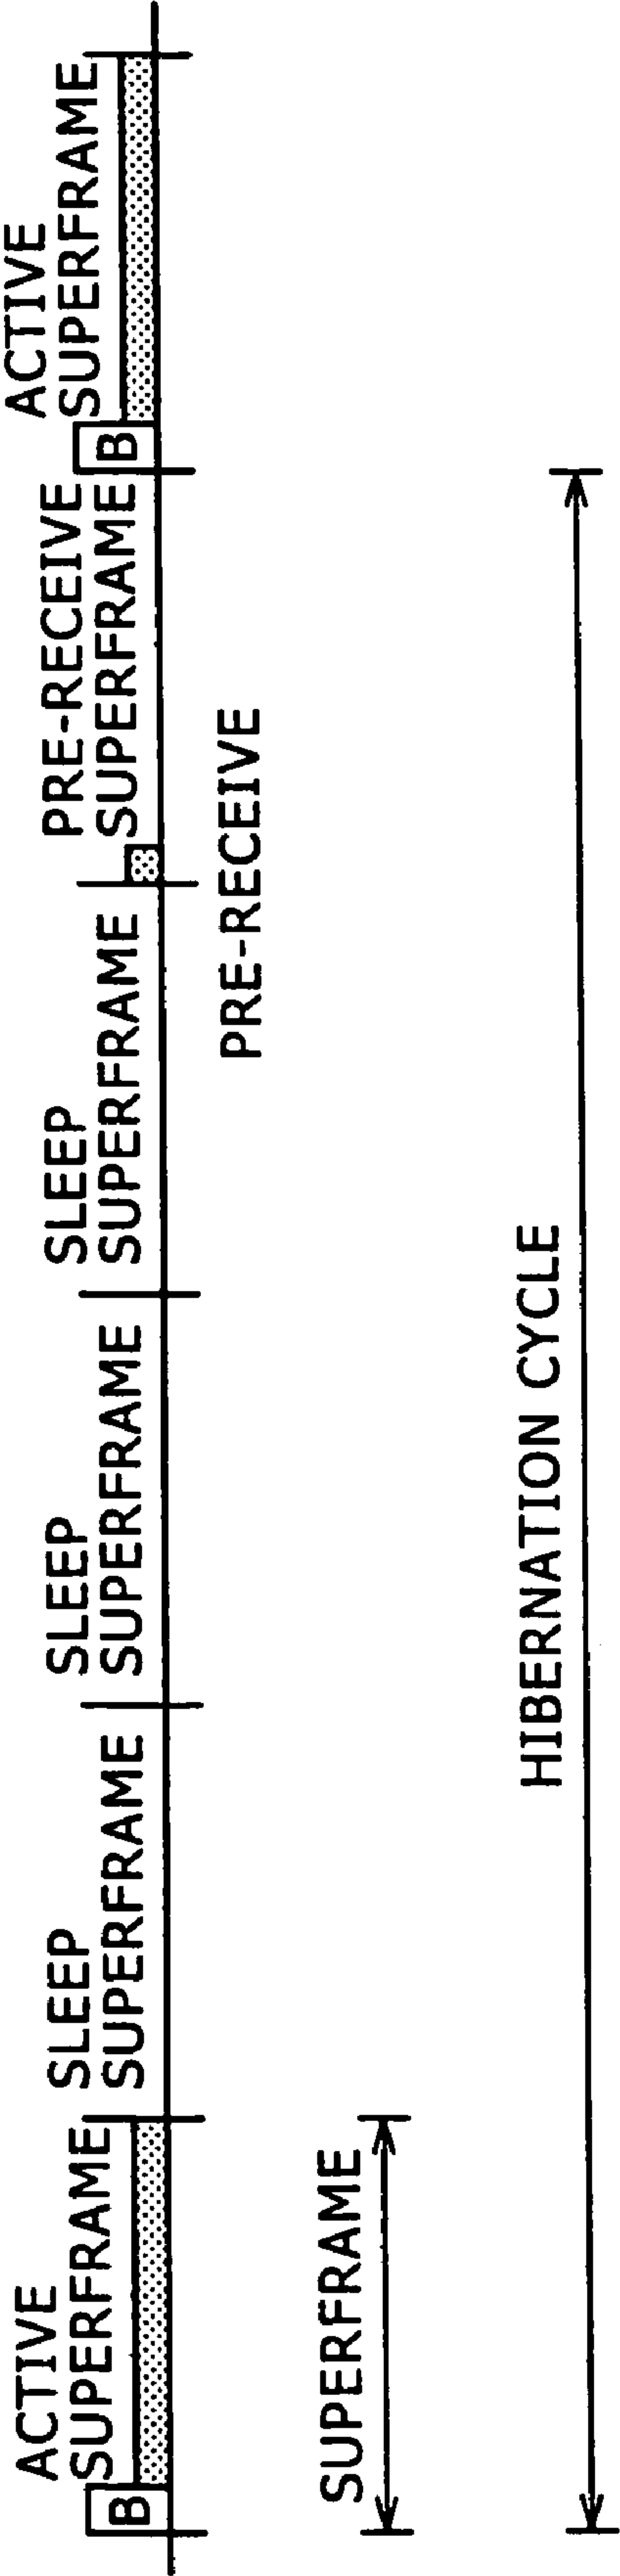 ACTIVE
SUPERFRAME
SLEEP
SUPERFRAME
SLEEP
SUPERFRAME
SLEEP
SUPERFRAME
PRE-RECEIVE
SUPERFRAME
ACTIVE
SUPERFRAME
B
B
PRE-RECEIVE
SUPERFRAME
HIBERNATION CYCLE